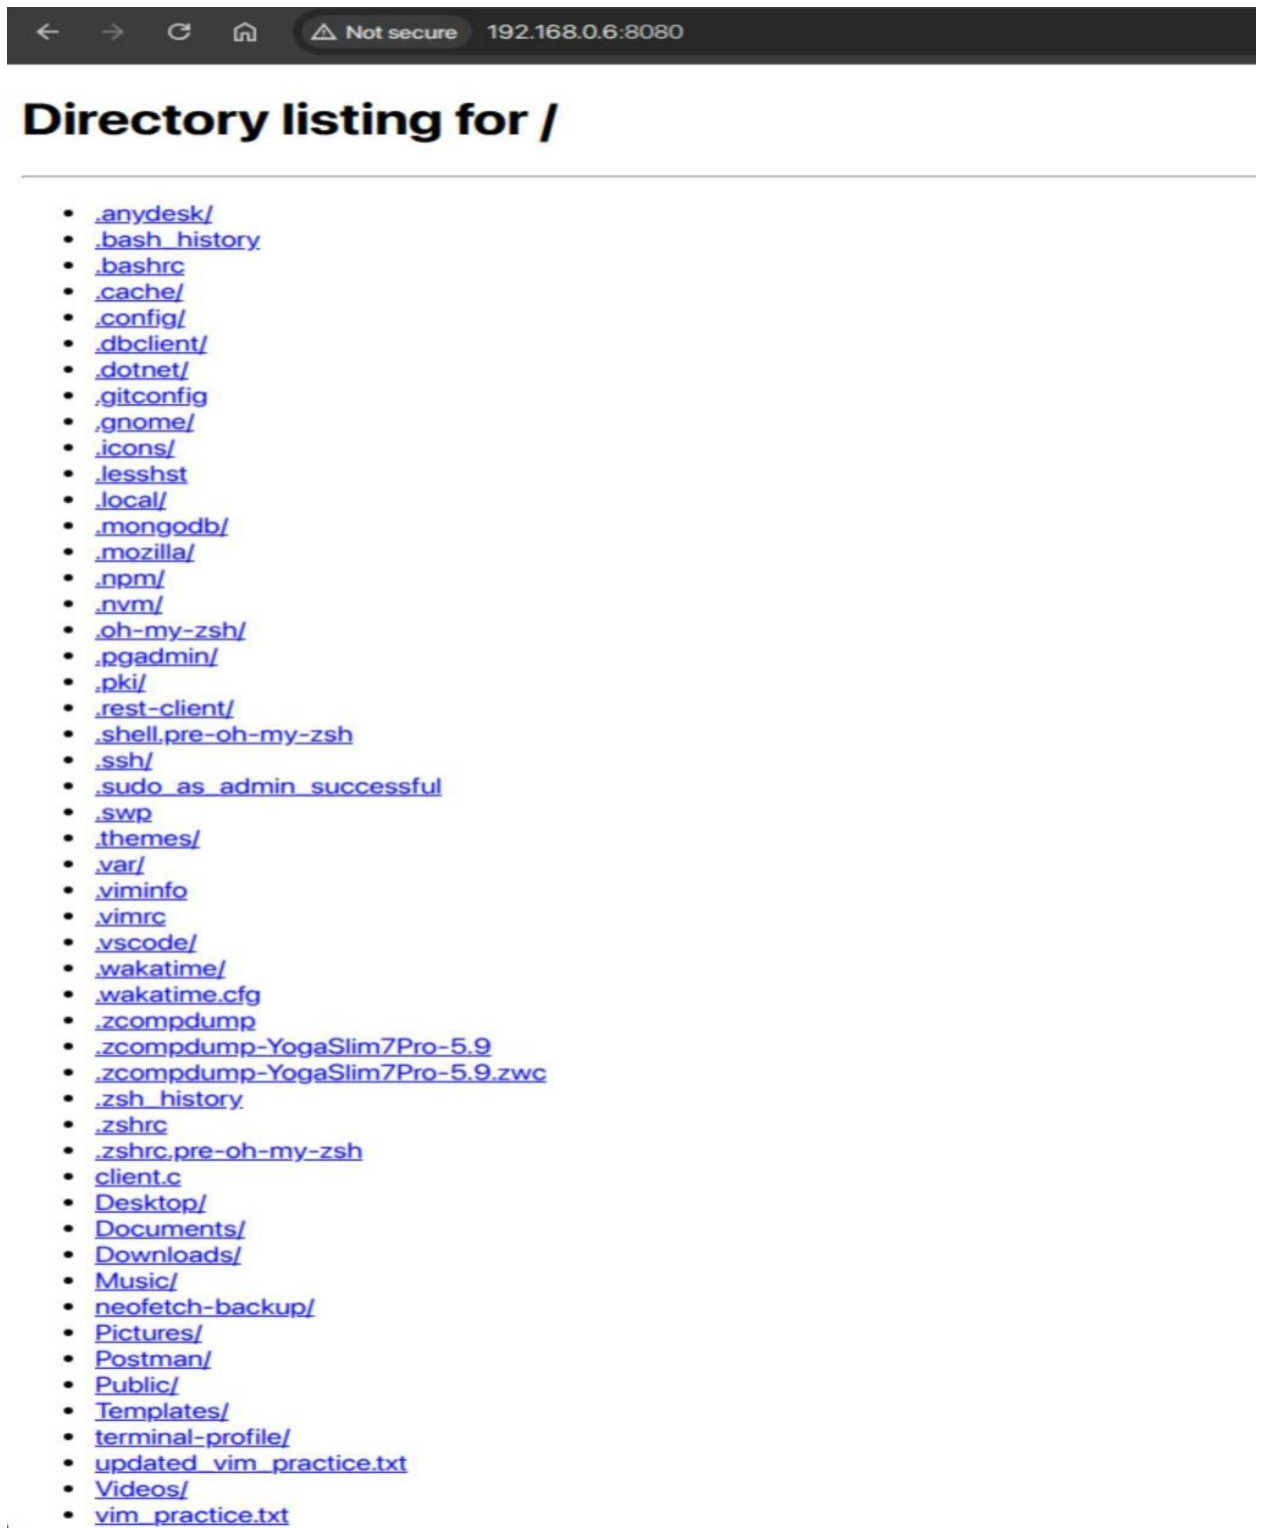 Not secure 192.168.0.6:8080
Directory listing for /
.anydesk/
.bash_history
.bashrc
.cache/
.config/
.dbclient/
.dotnet/
.gitconfig
.gnome/
.icons/
.lesshst
.local/
.mongodb/
.mozilla/
.npm/
.nvm/
.oh-my-zsh/
.pgadmin/
.pki/
.rest-client/
.shell.pre-oh-my-zsh
.ssh/
.sudo_as_admin_successful
.swp
.themes/
.var/
.viminfo
.vimrc
.vscode/
.wakatime/
.wakatime.cfg
.zcompdump
.zcompdump-YogaSlim7Pro-5.9
.zcompdump-YogaSlim7Pro-5.9.zwc
.zsh_history
.zshrc
.zshrc.pre-oh-my-zsh
client.c
Desktop/
Documents/
Downloads/
Music/
neofetch-backup/
Pictures/
Postman/
Public/
Templates/
terminal-profile/
updated_vim_practice.txt
Videos/
vim_practice.txt